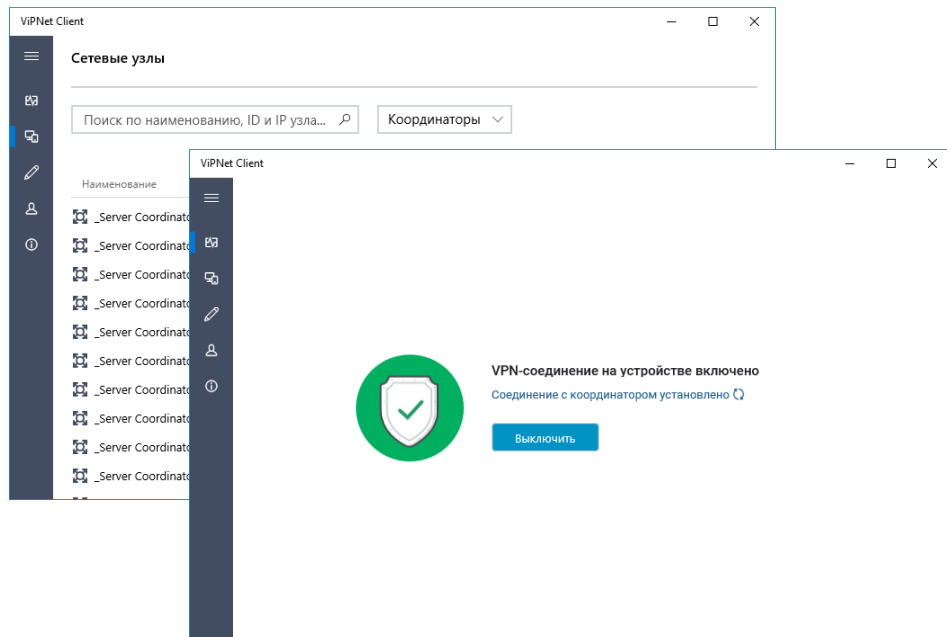 ViPNet Client
Сетевые узлы
Поиск по наименованию, ID и IP узла...
Координаторы
Наименование
_Server Coordinato
_Server Coordinato
_Server Coordinato
_Server Coordinato
_Server Coordinato
_Server Coordinato
_Server Coordinato
_Server Coordinato
_Server Coordinato
_Server Coordinato
ViPNet Client
VPN-соединение на устройстве включено
Соединение с координатором установлено
Выключить